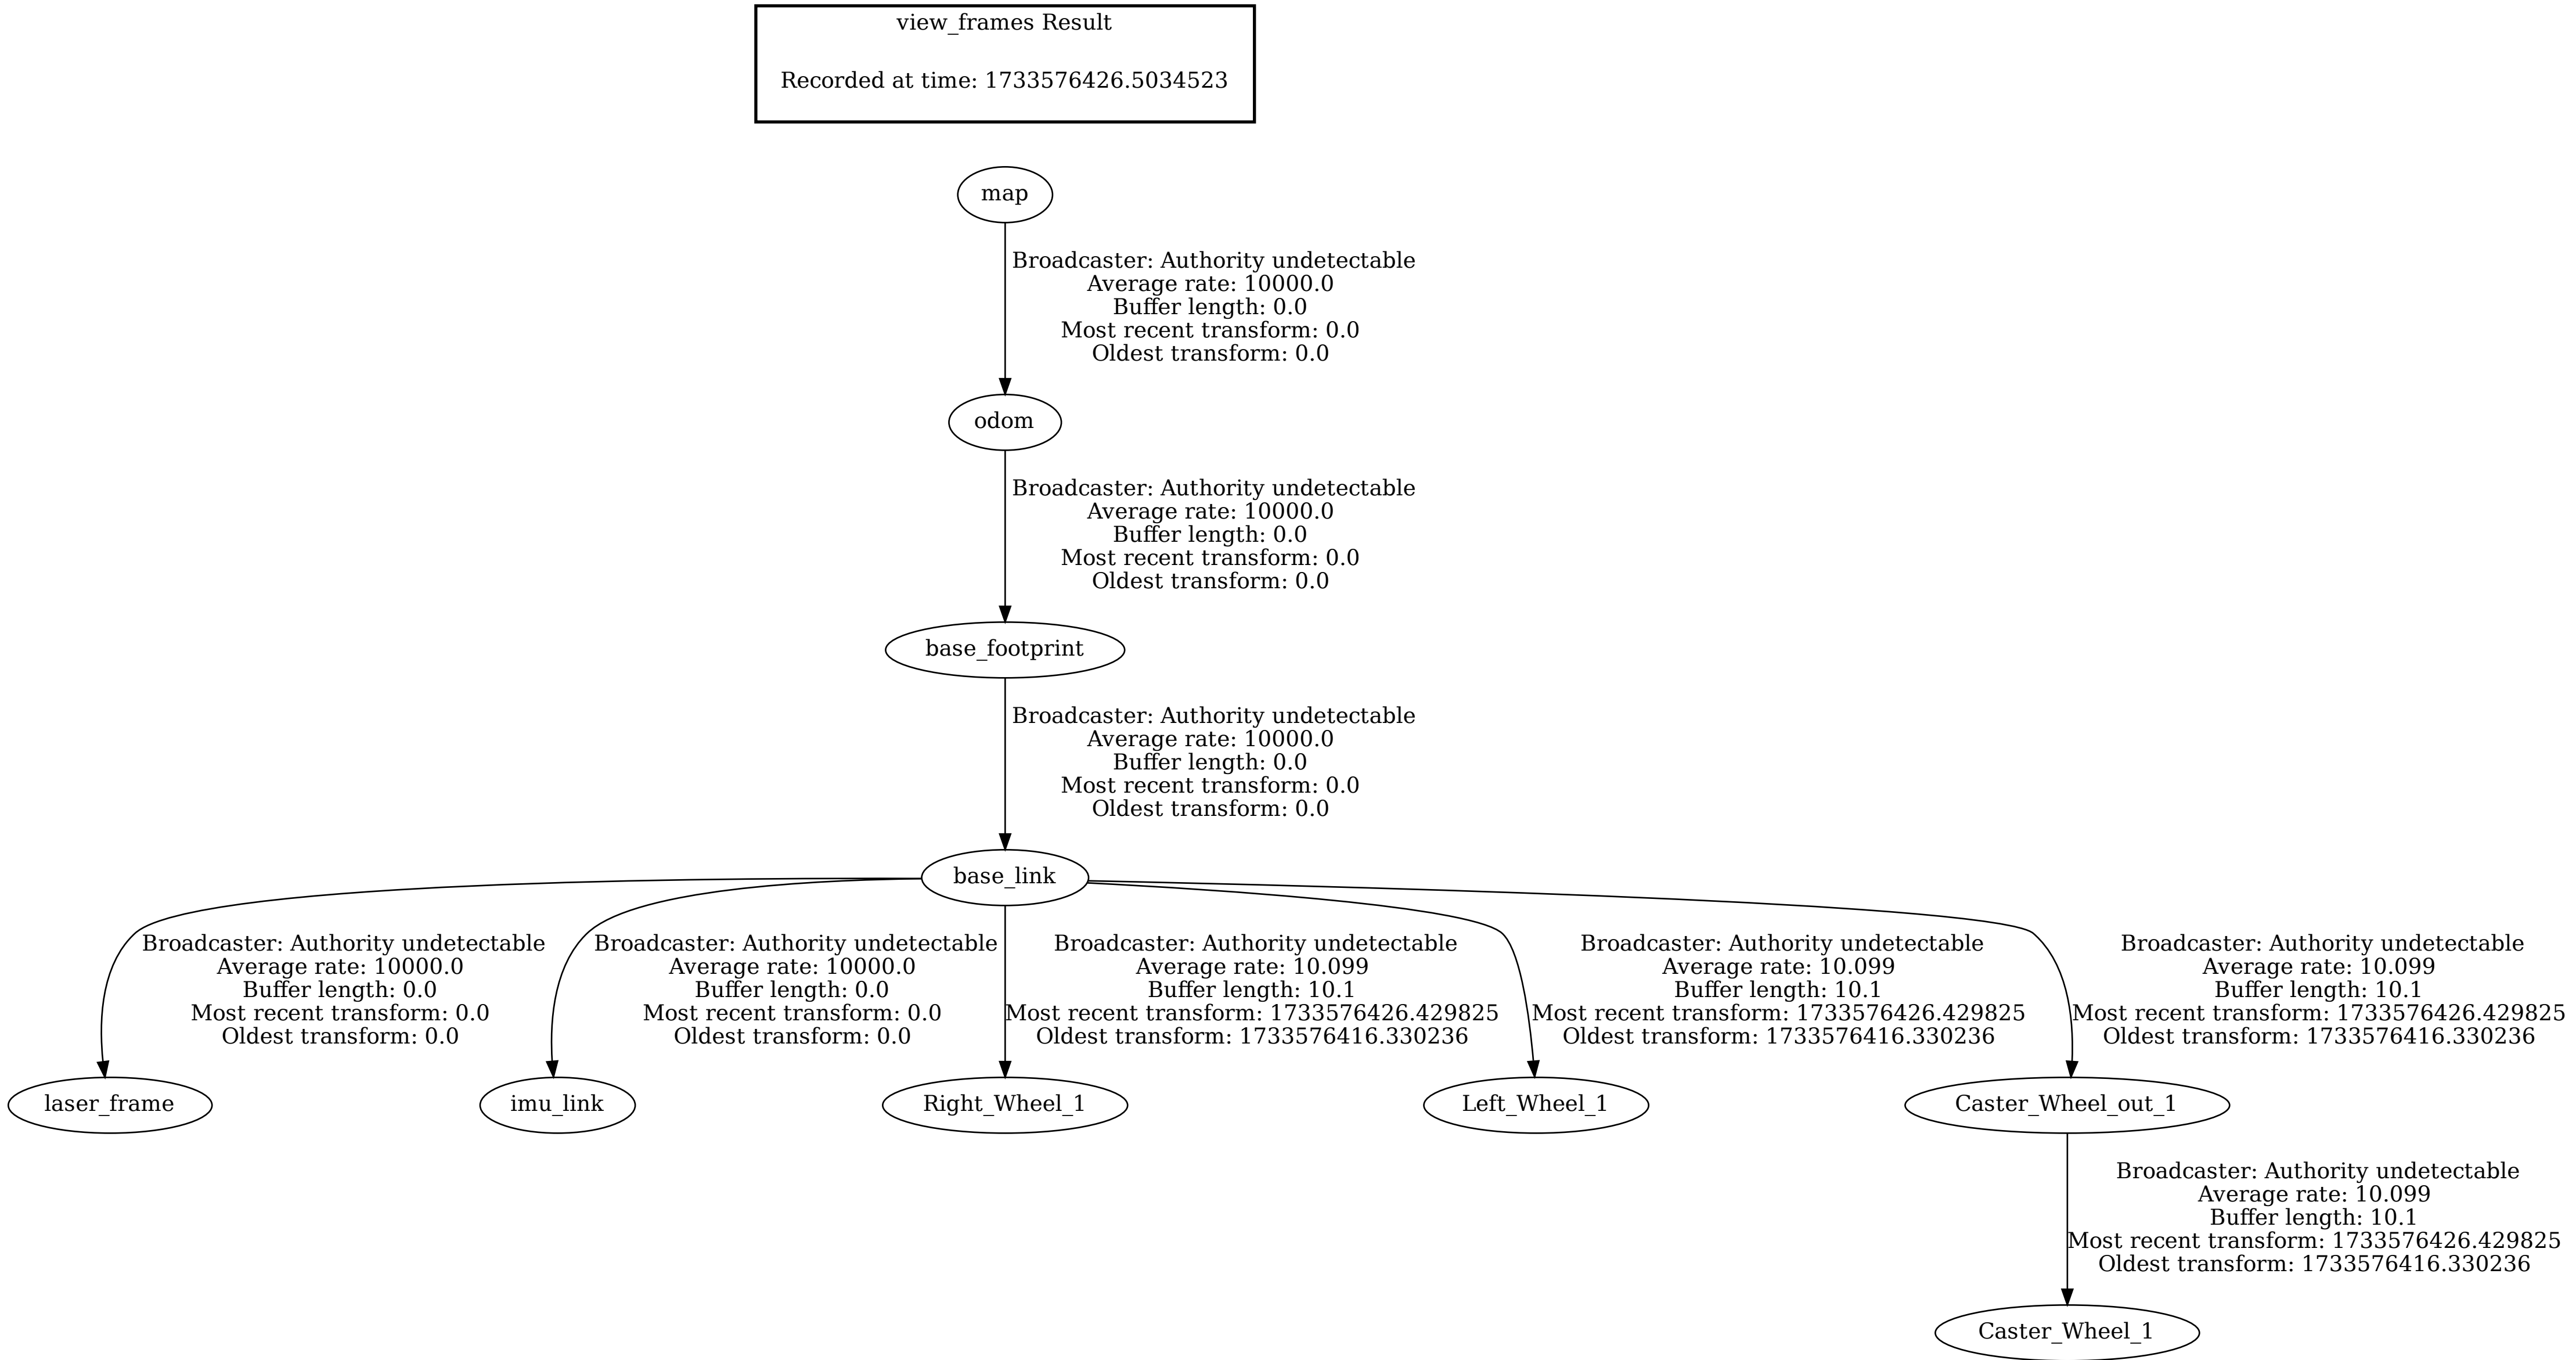 view_frames Result
Recorded at time: 1733576426.5034523
map
Broadcaster: Authority undetectable
Average rate: 10000.0
Buffer length: 0.0
Most recent transform: 0.0
Oldest transform: 0.0
odom
Broadcaster: Authority undetectable
Average rate: 10000.0
Buffer length: 0.0
Most recent transform: 0.0
Oldest transform: 0.0
base_footprint
Broadcaster: Authority undetectable
Average rate: 10000.0
Buffer length: 0.0
Most recent transform: 0.0
Oldest transform: 0.0
base_link
Broadcaster: Authority undetectable
Average rate: 10000.0
Buffer length: 0.0
Most recent transform: 0.0
Oldest transform: 0.0
Broadcaster: Authority undetectable
Average rate: 10000.0
Buffer length: 0.0
Most recent transform: 0.0
Oldest transform: 0.0
Broadcaster: Authority undetectable
Average rate: 10.099
Buffer length: 10.1
Most recent transform: 1733576426.429825
Oldest transform: 1733576416.330236
Broadcaster: Authority undetectable
Average rate: 10.099
Buffer length: 10.1
Most recent transform: 1733576426.429825
Oldest transform: 1733576416.330236
Broadcaster: Authority undetectable
Average rate: 10.099
Buffer length: 10.1
Most recent transform: 1733576426.429825
Oldest transform: 1733576416.330236
laser_frame
imu_link
Right_Wheel_1
Left_Wheel_1
Caster_Wheel_out_1
Broadcaster: Authority undetectable
Average rate: 10.099
Buffer length: 10.1
Most recent transform: 1733576426.429825
Oldest transform: 1733576416.330236
Caster_Wheel_1